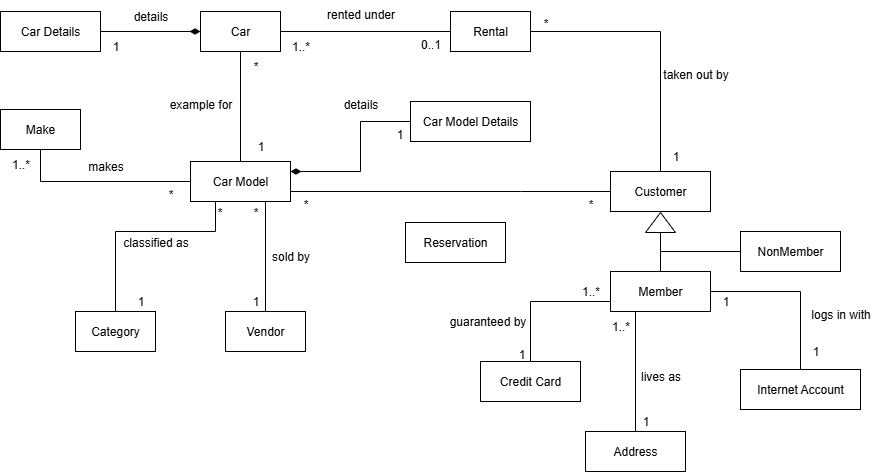 details
rented under
Car Details
Car
Rental
*
1
1..*
0..1
*
taken out by
example for
details
Make
Car Model Details
1
1..*
makes
1
1
Car Model
Customer
*
*
*
*
*
classified as
Reservation
NonMember
sold by
Member
1..*
1
1
1
logs in with
guaranteed by
1..*
Category
Vendor
1
1
lives as
Credit Card
Internet Account
1
Address